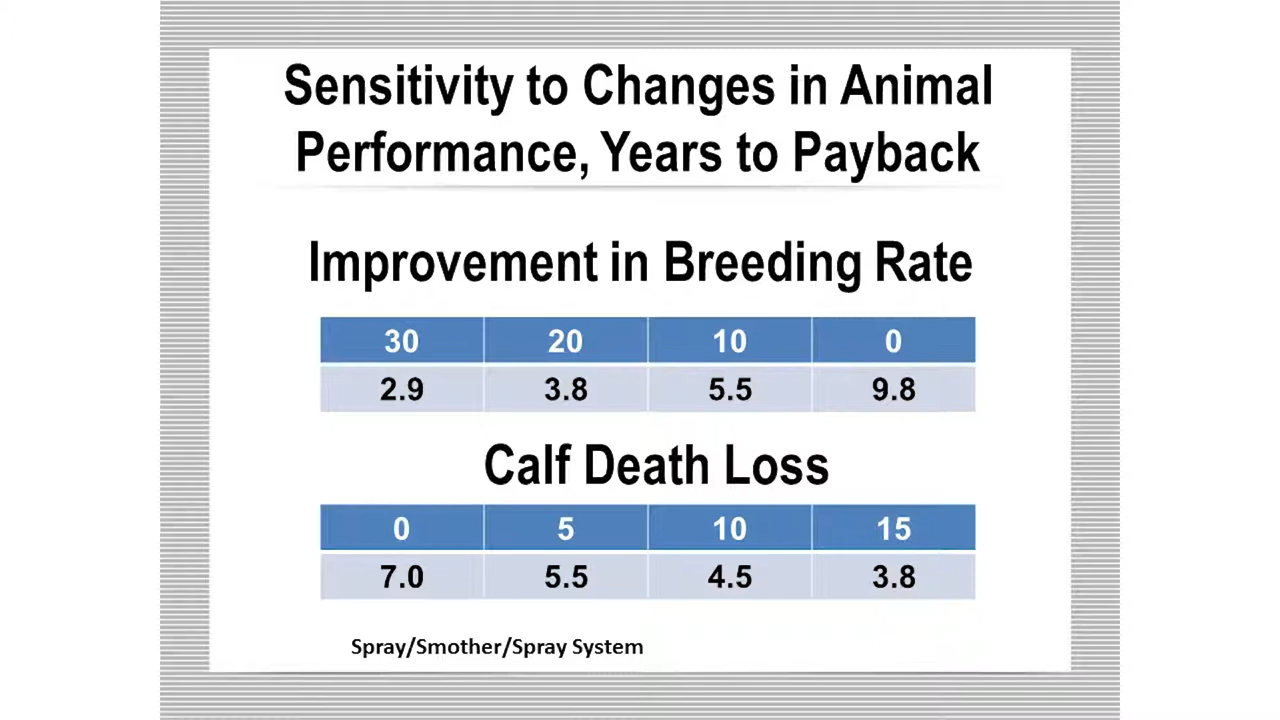 Sensitivity to Changes in Animal
Performance, Years to Payback
Improvement in Breeding Rate
30 20 10 0
2.9 3.8 5.5 9.8
Calf Death Loss
0 5 10 15
7.0 5.5 4.5 3.8
Spray/Smother/Spray System